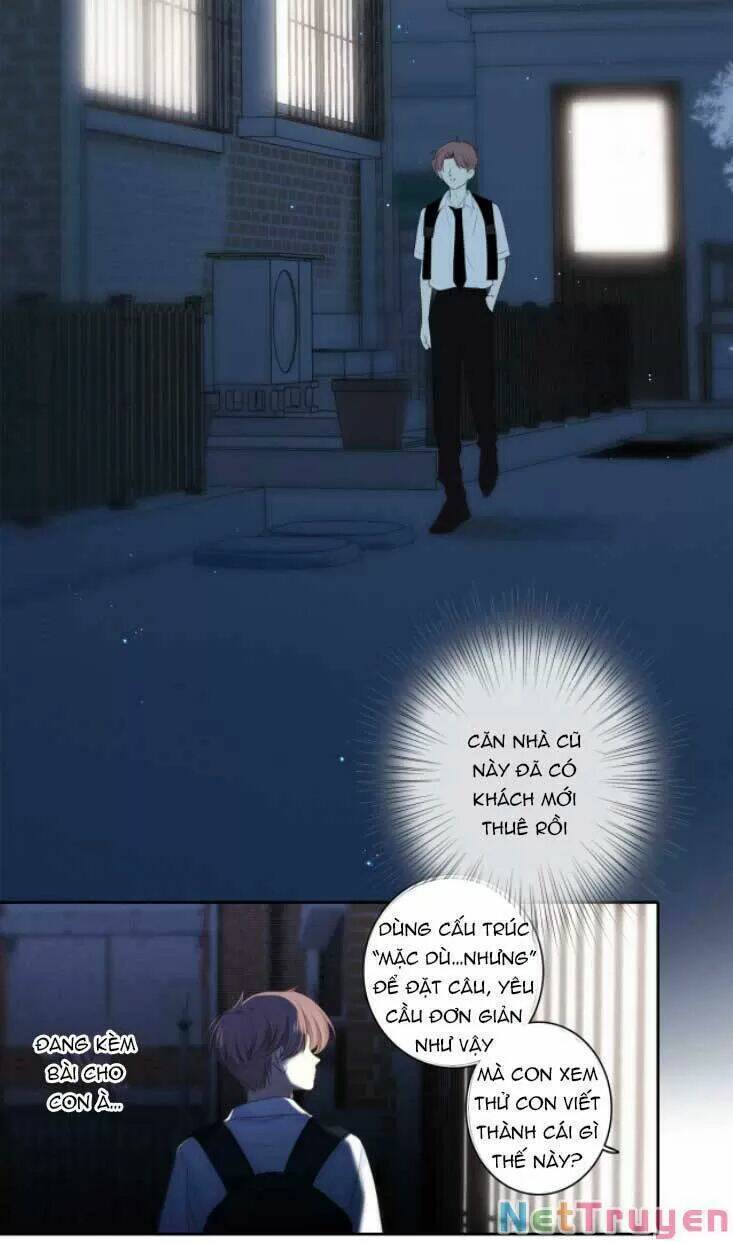 CĂN NHÀ CŨ
NÀY ĐÃ CÓ
KHÁCH MỚI
THUÊ RỒI
DÙNG CẤU TRÚC
"MẶC DÙ...NHƯNG"
ĐỂ ĐẶT CÂU, YÊU
CẦU ĐƠN GIẢN
NHƯ VẬY
MÀ CON XEM
THỬ CON VIẾT
THÀNH CÁI GÌ
THẾ NÀY?
ĐANG KÈM
BÀI CHO
CON À...
NetTruyen